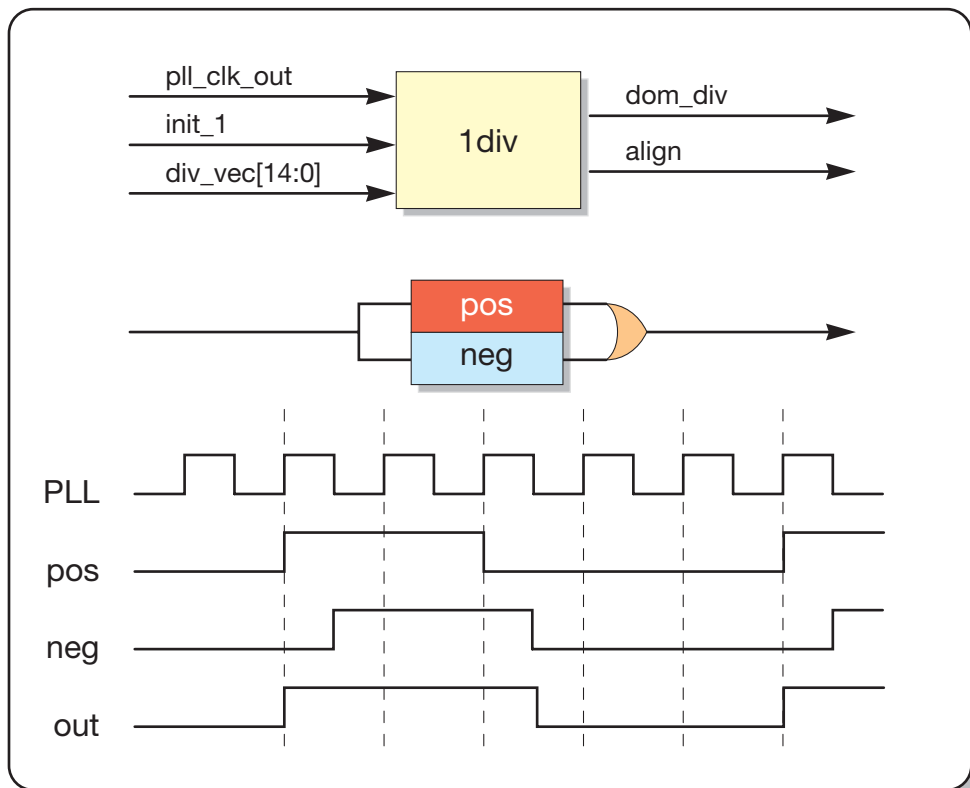 pll_clk_out
init_1
div_vec[14:0]
1div
dom_div
align
pos
neg
PLL
pos
neg
out